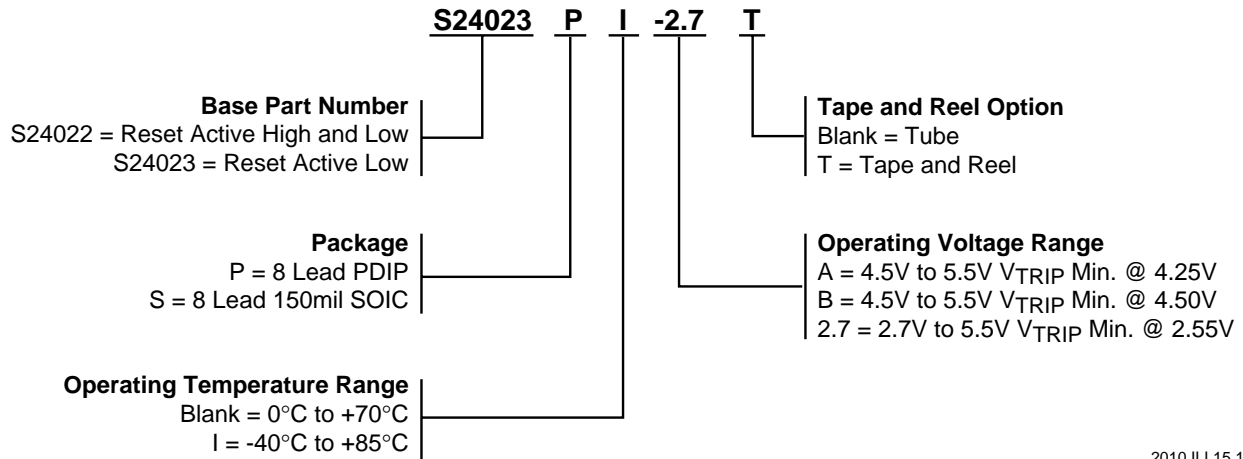 S24023 P I -2.7 T
Base Part Number
S24022 = Reset Active High and Low
S24023 = Reset Active Low
Tape and Reel Option
Blank = Tube
T = Tape and Reel
Package
P = 8 Lead PDIP
S = 8 Lead 150mil SOIC
Operating Voltage Range
A = 4.5V to 5.5V VTRIP Min. @ 4.25V
B = 4.5V to 5.5V VTRIP Min. @ 4.50V
2.7 = 2.7V to 5.5V VTRIP Min. @ 2.55V
Operating Temperature Range
Blank = 0°C to +70°C
I = -40°C to +85°C